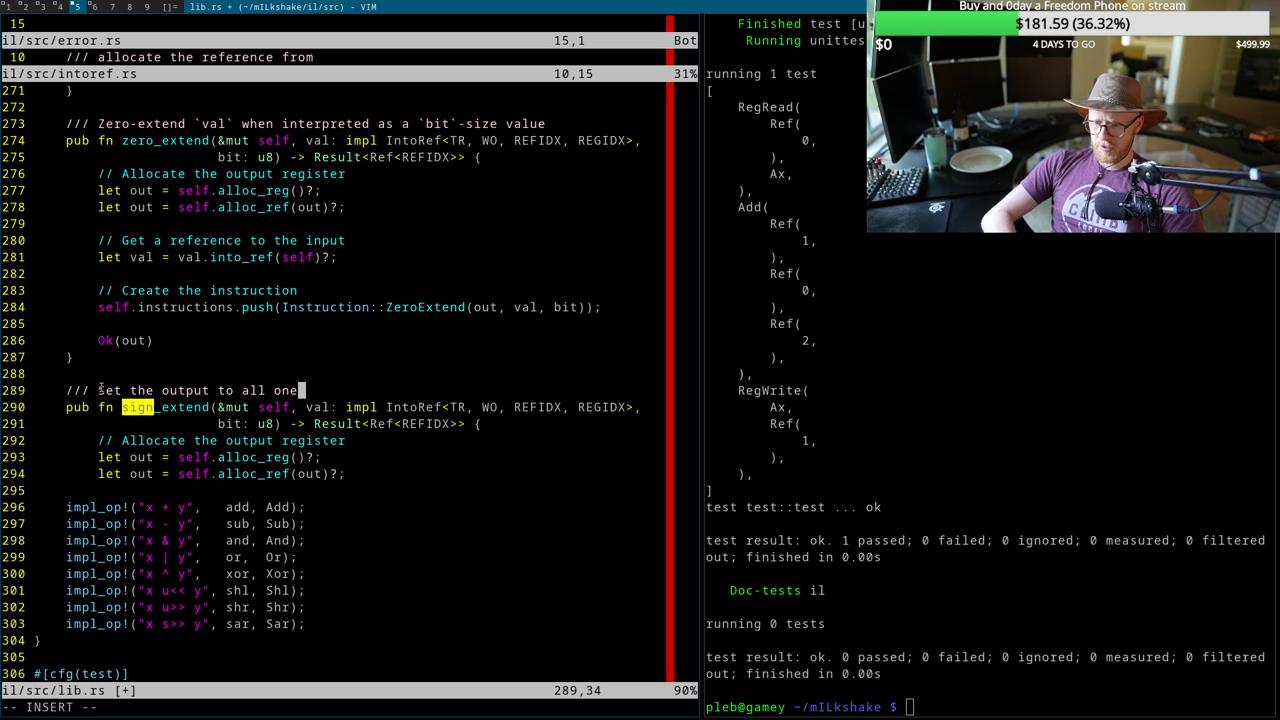 1 2 3 4 5 6 7 8 9 []= lib.rs + (~/mILkshake/il/src) - VIM
15
il/src/error.rs 15,1 Bot
10 /// allocate the reference from
il/src/intoref.rs 10,15 31%
271 }
272
273 /// Zero-extend `val` when interpreted as a `bit`-size value
274 pub fn zero_extend(&mut self, val: impl IntoRef<TR, WO, REFIDX, REGIDX>,
275 bit: u8) -> Result<Ref<REFIDX>> {
276 // Allocate the output register
277 let out = self.alloc_reg()?;
278 let out = self.alloc_ref(out)?;
279
280 // Get a reference to the input
281 let val = val.into_ref(self)?;
282
283 // Create the instruction
284 self.instructions.push(Instruction::ZeroExtend(out, val, bit));
285
286 Ok(out)
287 }
288
289 /// Set the output to all one
290 pub fn sign_extend(&mut self, val: impl IntoRef<TR, WO, REFIDX, REGIDX>,
291 bit: u8) -> Result<Ref<REFIDX>> {
292 // Allocate the output register
293 let out = self.alloc_reg()?;
294 let out = self.alloc_ref(out)?;
295
296 impl_op!("x + y", add, Add);
297 impl_op!("x - y", sub, Sub);
298 impl_op!("x & y", and, And);
299 impl_op!("x | y", or, Or);
300 impl_op!("x ^ y", xor, Xor);
301 impl_op!("x u<< y", shl, Shl);
302 impl_op!("x u>> y", shr, Shr);
303 impl_op!("x s>> y", sar, Sar);
304 }
305
306 #[cfg(test)]
il/src/lib.rs [+] 289,34 90%
-- INSERT --
Finished test [u
Running unittes
running 1 test
[
RegRead(
Ref(
0,
),
Ax,
),
Add(
Ref(
1,
),
Ref(
0,
),
Ref(
2,
),
),
RegWrite(
Ax,
Ref(
1,
),
),
]
test test::test ... ok
test result: ok. 1 passed; 0 failed; 0 ignored; 0 measured; 0 filtered
out; finished in 0.00s
Doc-tests il
running 0 tests
test result: ok. 0 passed; 0 failed; 0 ignored; 0 measured; 0 filtered
out; finished in 0.00s
pleb@gamey ~/mILkshake $
Buy and 0day a Freedom Phone on stream
$181.59 (36.32%)
$0 4 DAYS TO GO $499.99